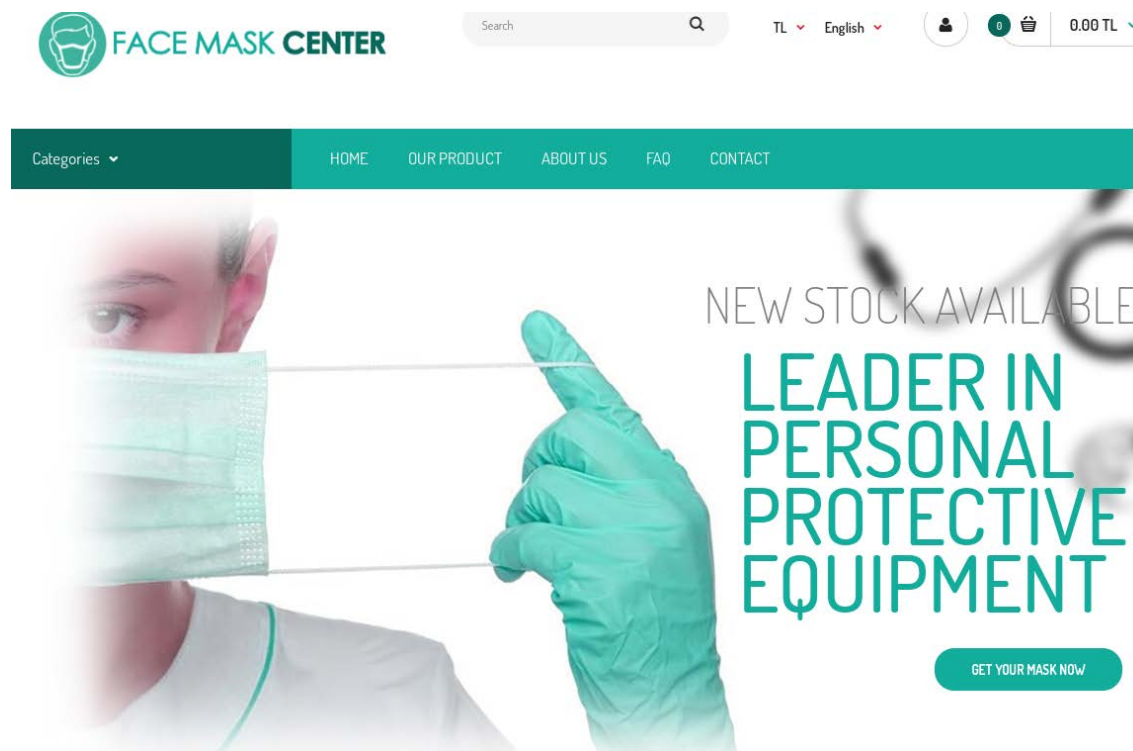 FACE MASK CENTER
Search
TL English
0
0.00 TL
Categories
HOME OUR PRODUCT ABOUT US FAQ CONTACT
NEW STOCK AVAILABLE
LEADER IN
PERSONAL
PROTECTIVE
EQUIPMENT
GET YOUR MASK NOW